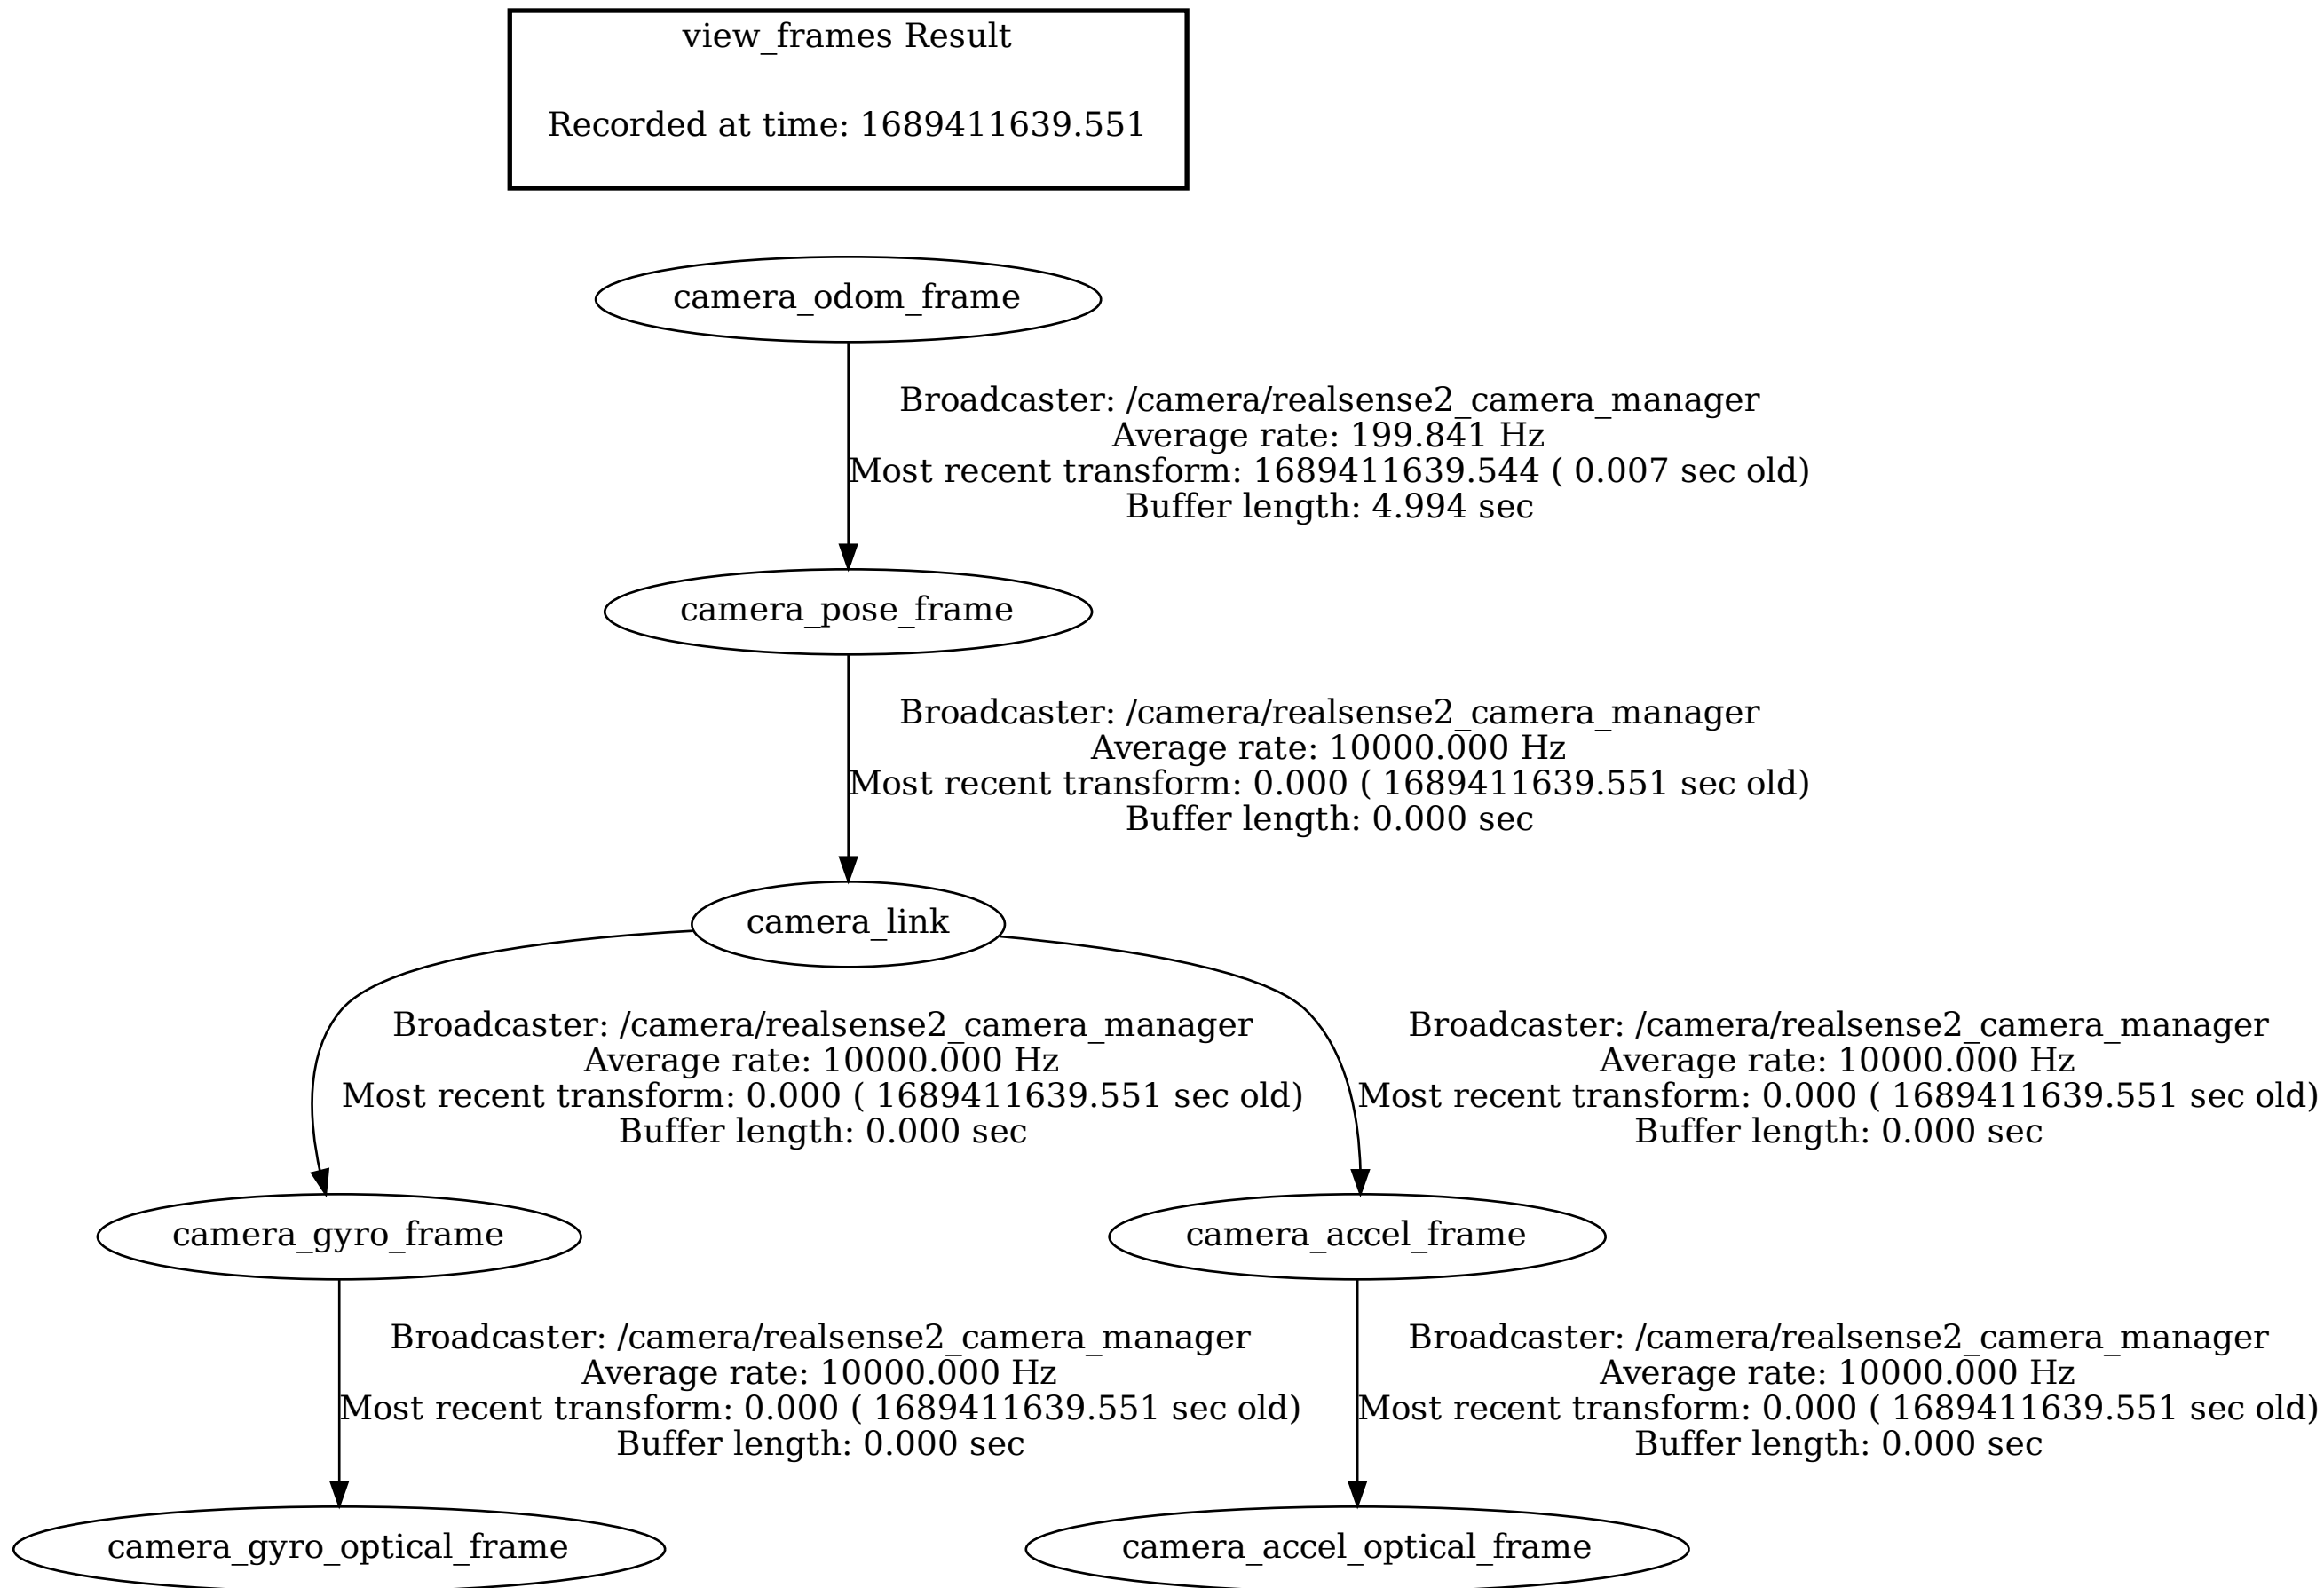 view_frames Result
Recorded at time: 1689411639.551
camera_odom_frame
Broadcaster: /camera/realsense2_camera_manager
Average rate: 199.841 Hz
Most recent transform: 1689411639.544 ( 0.007 sec old)
Buffer length: 4.994 sec
camera_pose_frame
Broadcaster: /camera/realsense2_camera_manager
Average rate: 10000.000 Hz
Most recent transform: 0.000 ( 1689411639.551 sec old)
Buffer length: 0.000 sec
camera_link
Broadcaster: /camera/realsense2_camera_manager
Average rate: 10000.000 Hz
Most recent transform: 0.000 ( 1689411639.551 sec old)
Buffer length: 0.000 sec
Broadcaster: /camera/realsense2_camera_manager
Average rate: 10000.000 Hz
Most recent transform: 0.000 ( 1689411639.551 sec old)
Buffer length: 0.000 sec
camera_gyro_frame
camera_accel_frame
Broadcaster: /camera/realsense2_camera_manager
Average rate: 10000.000 Hz
Most recent transform: 0.000 ( 1689411639.551 sec old)
Buffer length: 0.000 sec
Broadcaster: /camera/realsense2_camera_manager
Average rate: 10000.000 Hz
Most recent transform: 0.000 ( 1689411639.551 sec old)
Buffer length: 0.000 sec
camera_gyro_optical_frame
camera_accel_optical_frame